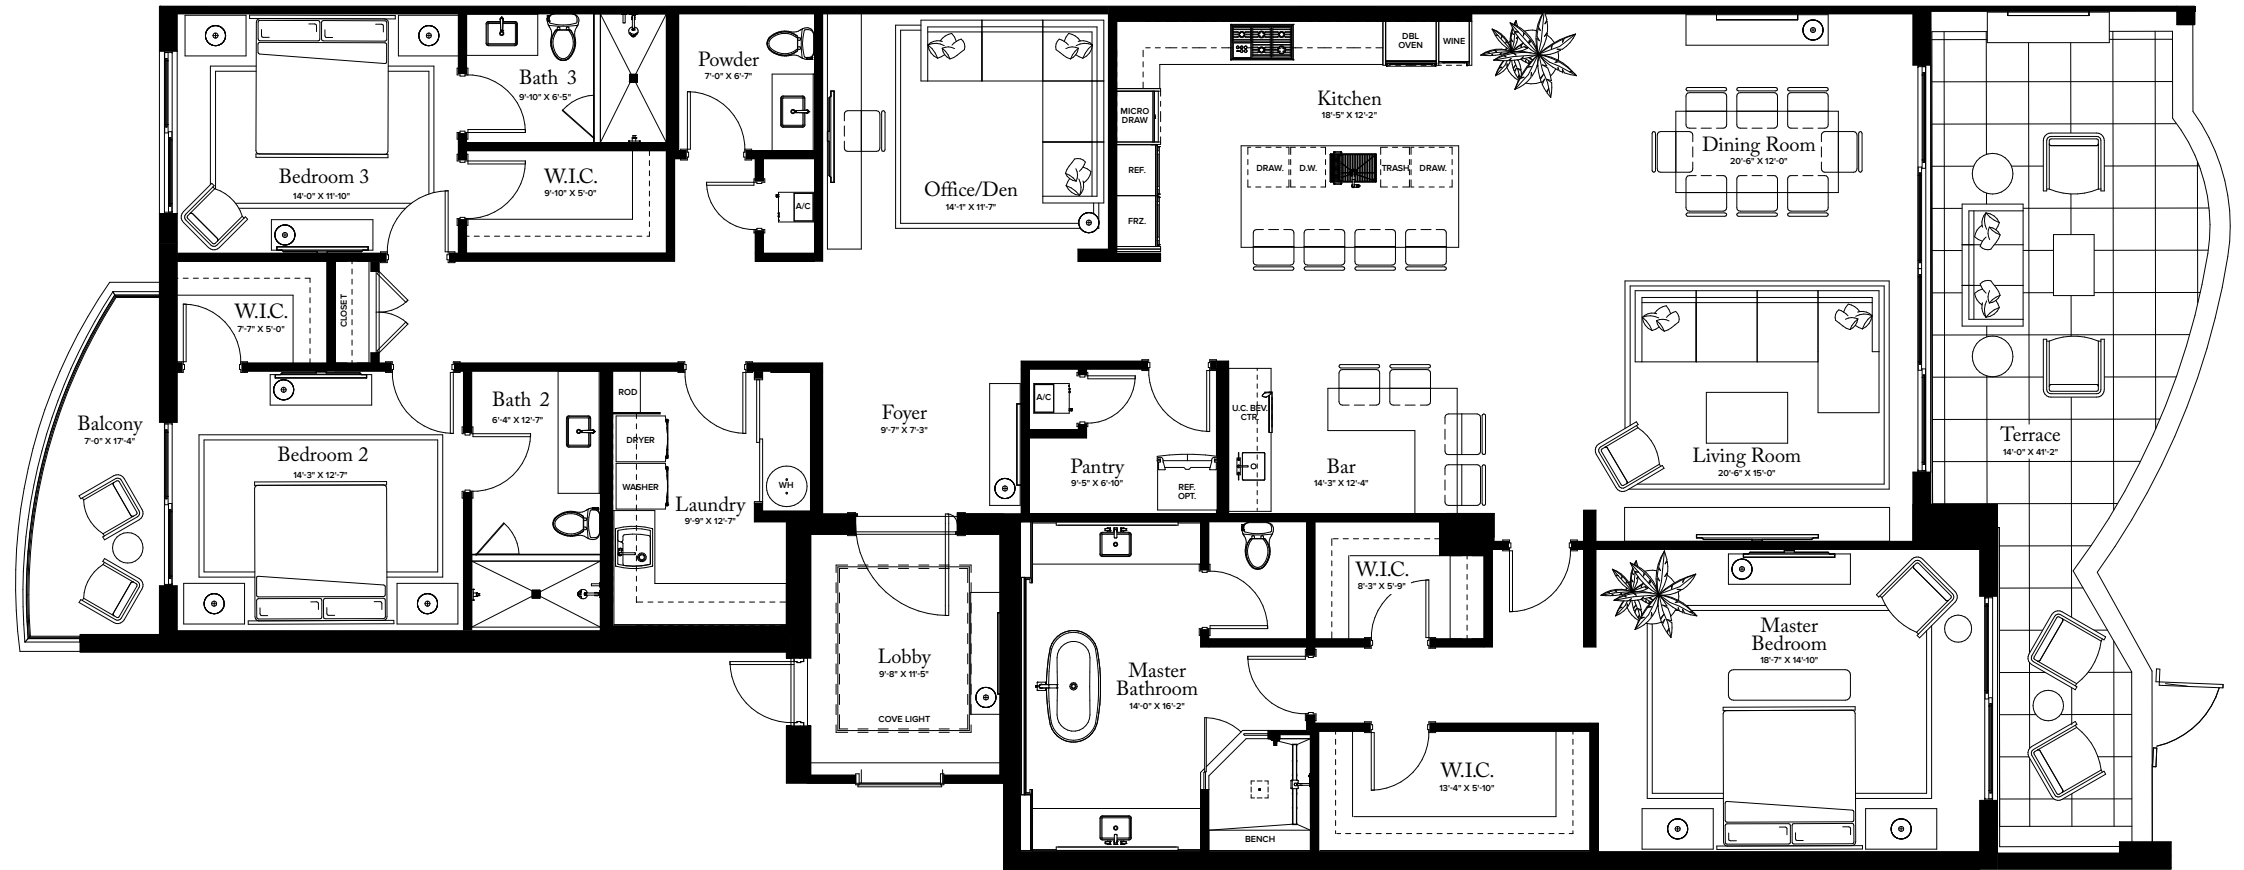 Bath 3
9'-10" X 6'-5"
Powder
7'-0" X 6'-7"
DBL
OVEN
WINE
Kitchen
18'-5" X 12'-2"
MICRO
DRAW
Dining Room
20'-6" X 12'-0"
Bedroom 3
14'-0" X 11'-10"
W.I.C.
9'-10" X 5'-0"
A/C
Office/Den
14'-1" X 11'-7"
REF.
FRZ.
DRAW.
D.W.
TRASH
DRAW.
W.I.C.
7'-7" X 5'-0"
CLOSET
Balcony
7'-0" X 17'-4"
Bedroom 2
14'-3" X 12'-7"
Bath 2
6'-4" X 12'-7"
ROD
DRYER
WASHER
Laundry
9'-9" X 12'-7"
WH
Foyer
9'-7" X 7'-3"
A/C
Pantry
9'-5" X 6'-10"
REF.
OPT.
U.C. BEV.
CTR.
Bar
14'-3" X 12'-4"
Living Room
20'-6" X 15'-0"
Terrace
14'-0" X 41'-2"
Lobby
9'-8" X 11'-5"
COVE LIGHT
Master
Bathroom
14'-0" X 16'-2"
W.I.C.
8'-3" X 5'-9"
Master
Bedroom
18'-7" X 14'-10"
W.I.C.
13'-4" X 5'-10"
BENCH